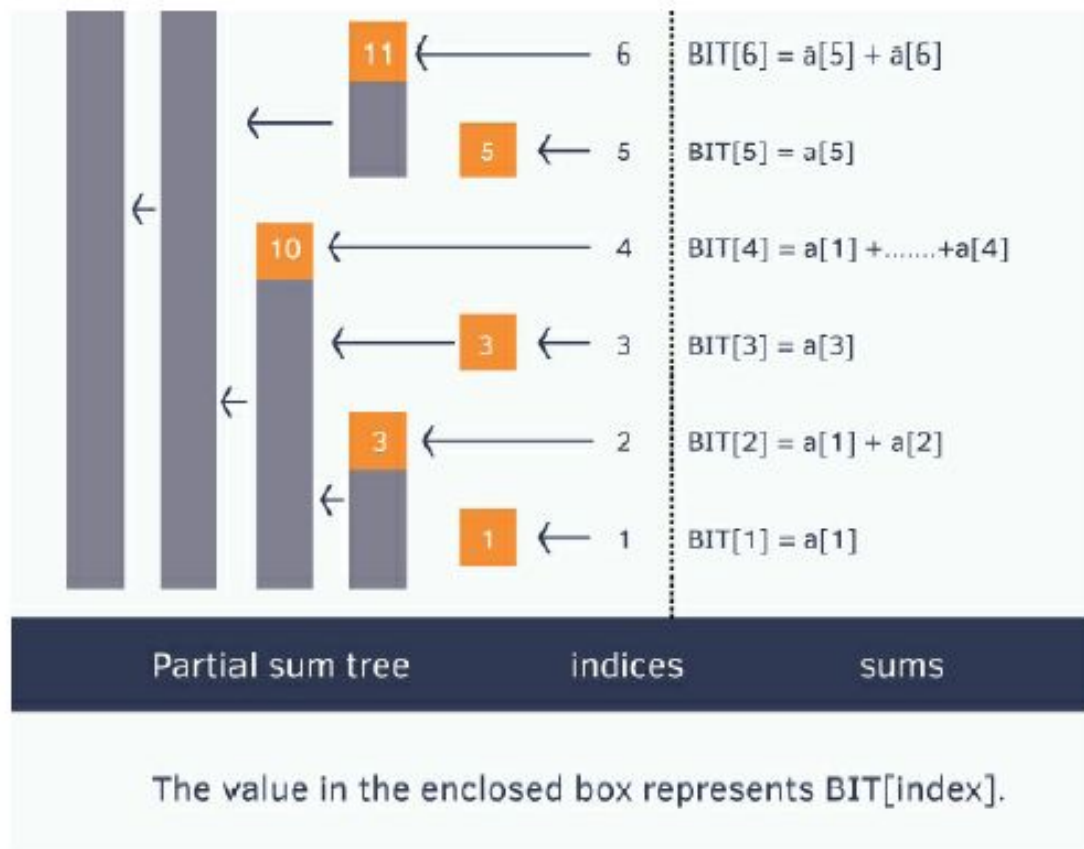 11 6 BIT[6] = a[5] + a[6]
5 5 BIT[5] = a[5]
10 4 BIT[4] = a[1] +.......+a[4]
3 3 BIT[3] = a[3]
3 2 BIT[2] = a[1] + a[2]
1 1 BIT[1] = a[1]
Partial sum tree indices sums
The value in the enclosed box represents BIT[index].